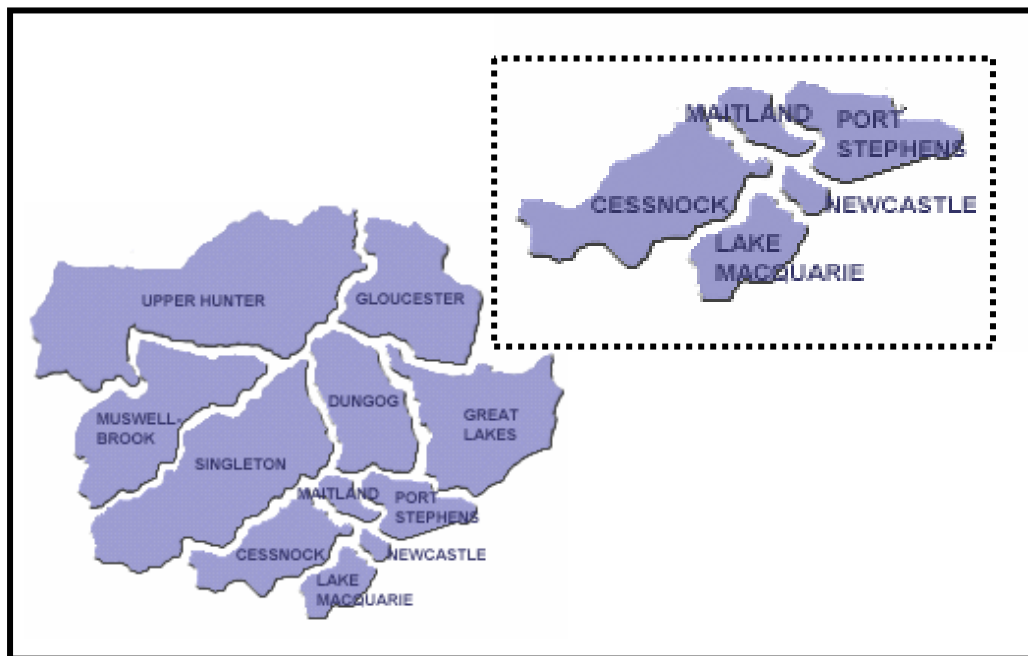 MAITLAND
PORT
STEPHENS
CESSNOCK
NEWCASTLE
LAKE
MACQUARIE
UPPER HUNTER
GLOUCESTER
DUNGOG
MUSWELL-
BROOK
GREAT
LAKES
SINGLETON
MAITLAND
PORT
STEPHENS
CESSNOCK
NEWCASTLE
LAKE
MACQUARIE